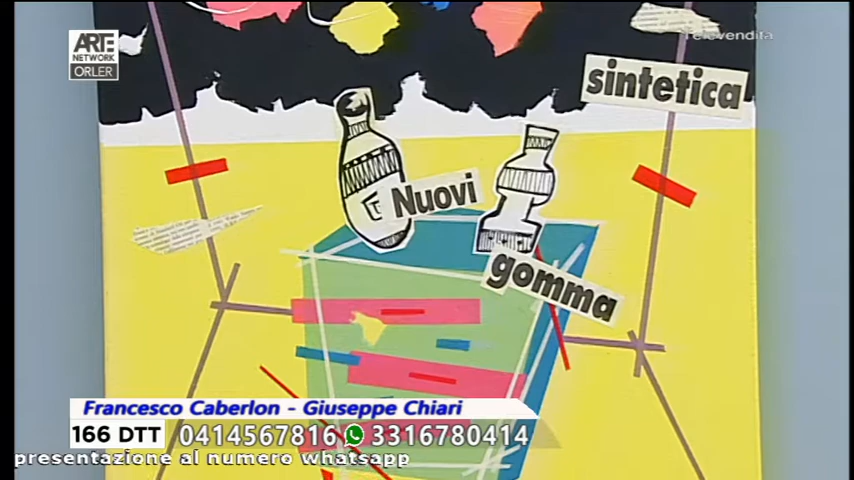 ARTE
NETWORK
ORLER
Televendita
sintetica
Nuovi
gomma
Francesco Caberlon - Giuseppe Chiari
166 DTT
0414567816 3316780414
presentazione al numero whatsapp